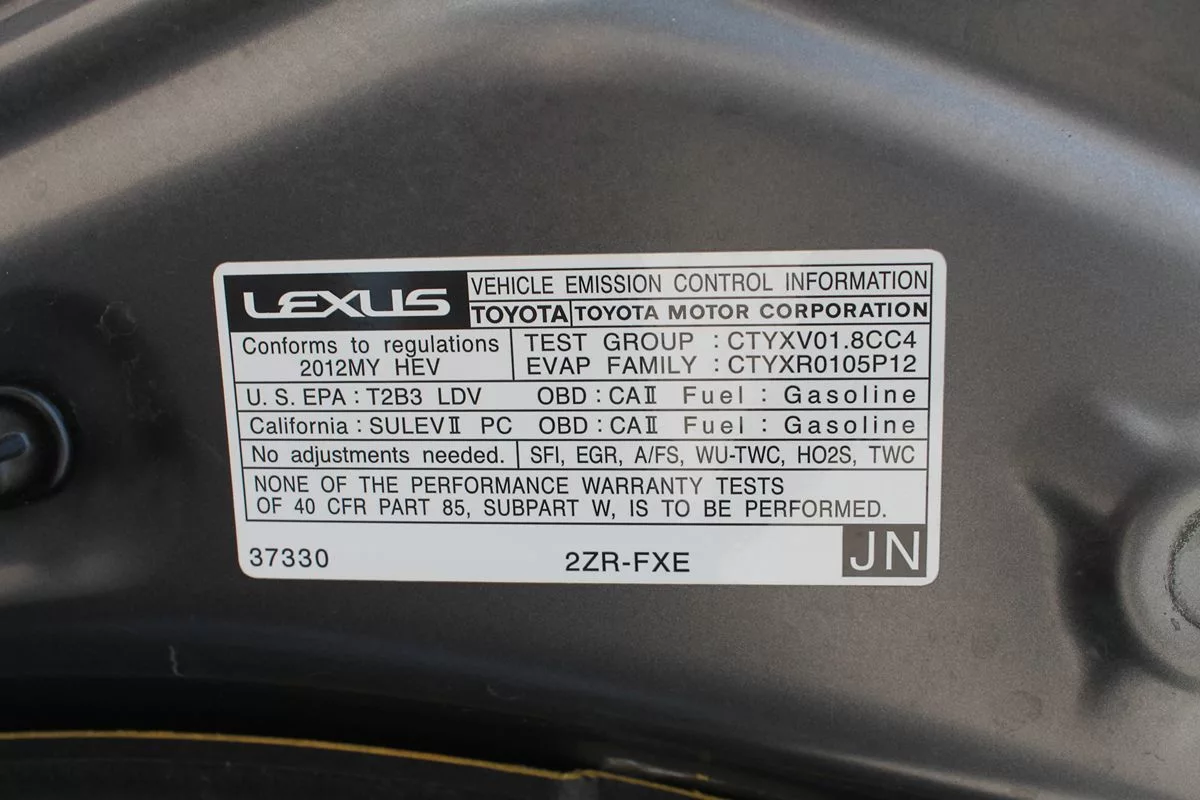 LEXUS VEHICLE EMISSION CONTROL INFORMATION
TOYOTA TOYOTA MOTOR CORPORATION
Conforms to regulations TEST GROUP : CTYXV01.8CC4
2012MY HEV EVAP FAMILY : CTYXR0105P12
U. S. EPA : T2B3 LDV OBD : CAⅡ Fuel : Gasoline
California : SULEVⅡ PC OBD : CAⅡ Fuel : Gasoline
No adjustments needed. SFI, EGR, A/FS, WU-TWC, HO2S, TWC
NONE OF THE PERFORMANCE WARRANTY TESTS
OF 40 CFR PART 85, SUBPART W, IS TO BE PERFORMED.
37330 2ZR-FXE JN